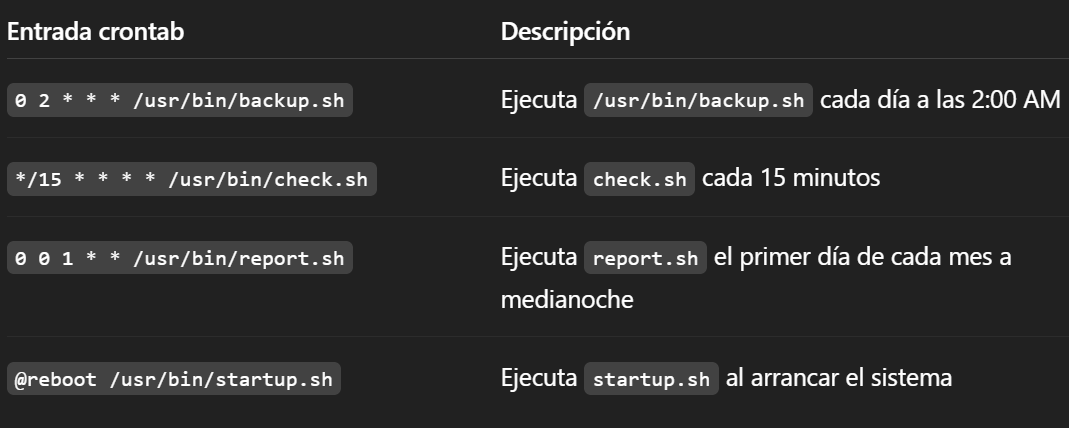 Entrada crontab Descripción
0 2 * * * /usr/bin/backup.sh Ejecuta /usr/bin/backup.sh cada día a las 2:00 AM
*/15 * * * * /usr/bin/check.sh Ejecuta check.sh cada 15 minutos
0 0 1 * * /usr/bin/report.sh Ejecuta report.sh el primer día de cada mes a
medianoche
@reboot /usr/bin/startup.sh Ejecuta startup.sh al arrancar el sistema